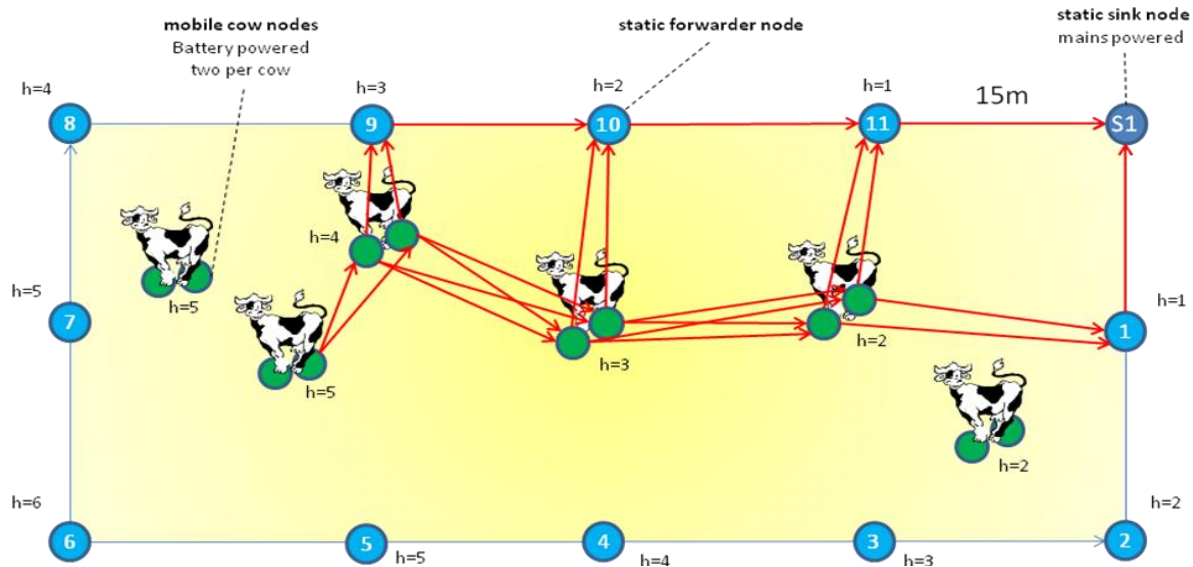 mobile cow nodes
Battery powered
two per cow
static forwarder node
static sink node
mains powered
h=4
h=3
h=2
h=1
15m
8
9
10
11
S1
h=4
h=5
h=5
h=1
7
1
h=3
h=2
h=5
h=2
h=6
h=2
6
5
4
3
2
h=5
h=4
h=3